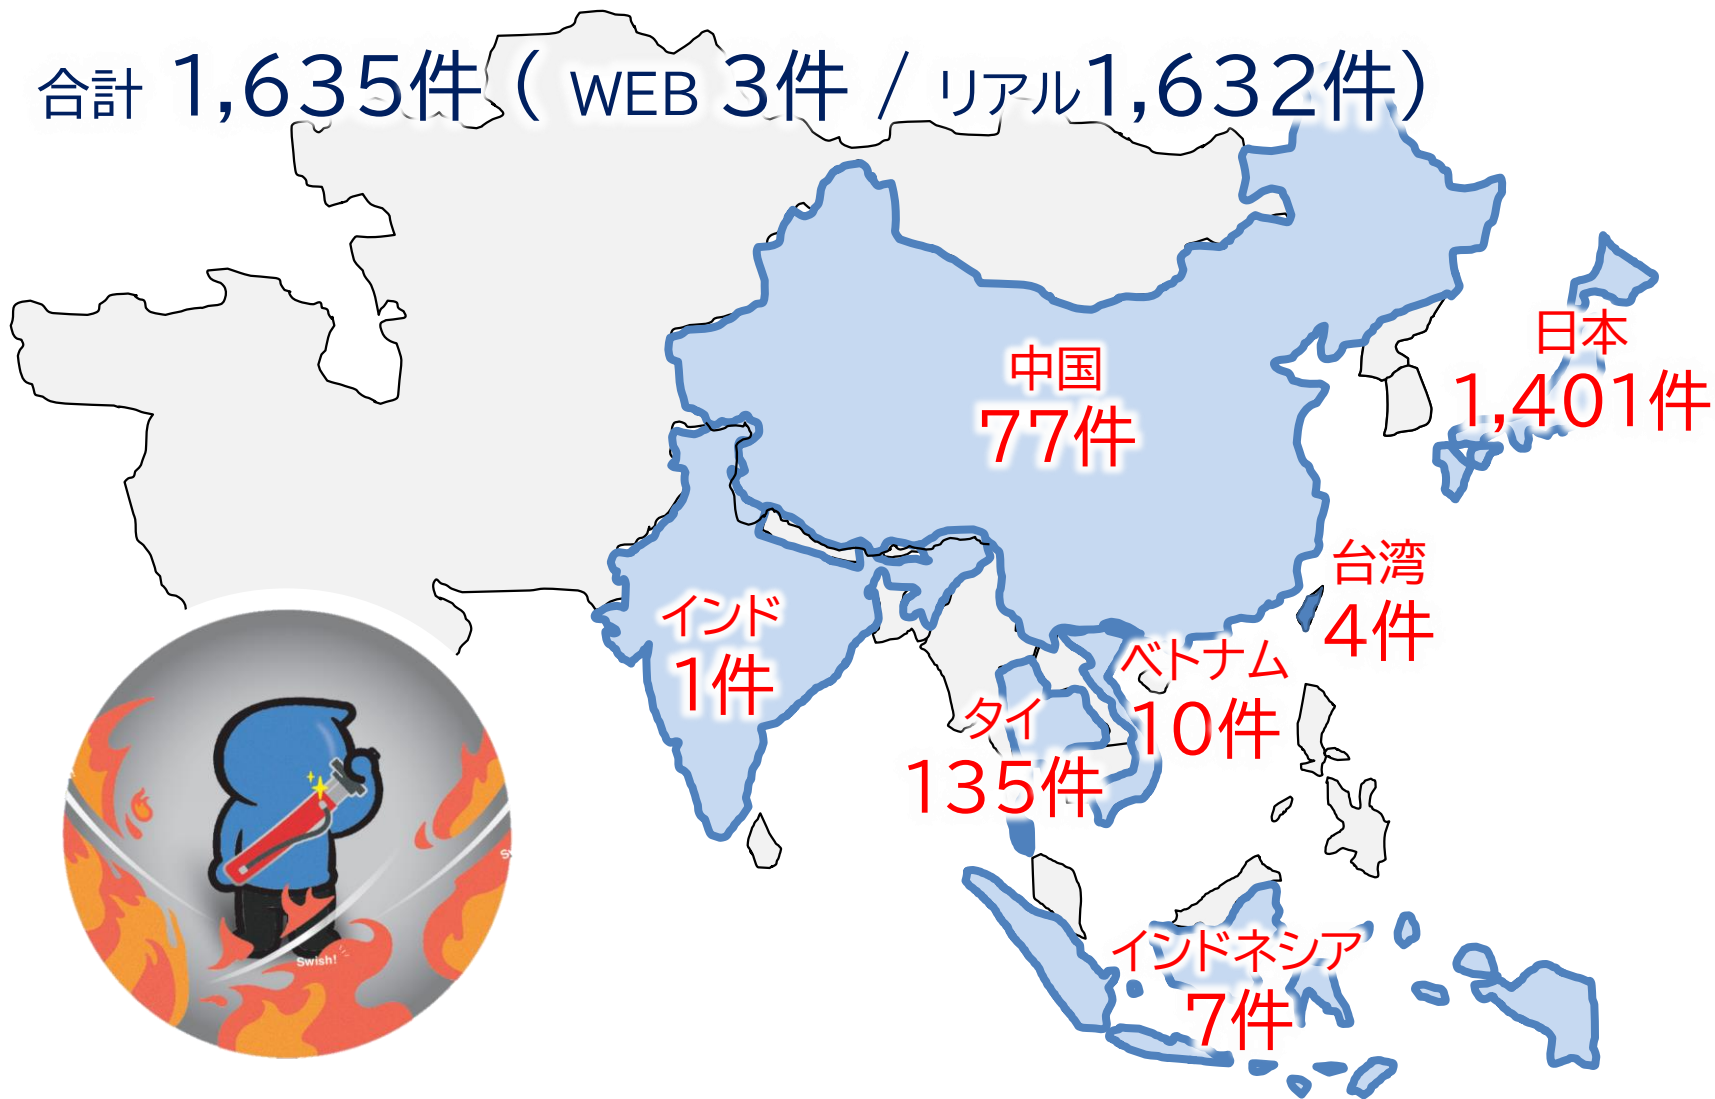 合計 1,635件 ( WEB 3件 / リアル1,632件)
日本
1,401件
中国
77件
台湾
4件
インド
1件
ベトナム
10件
タイ
135件
インドネシア
7件
Swish!